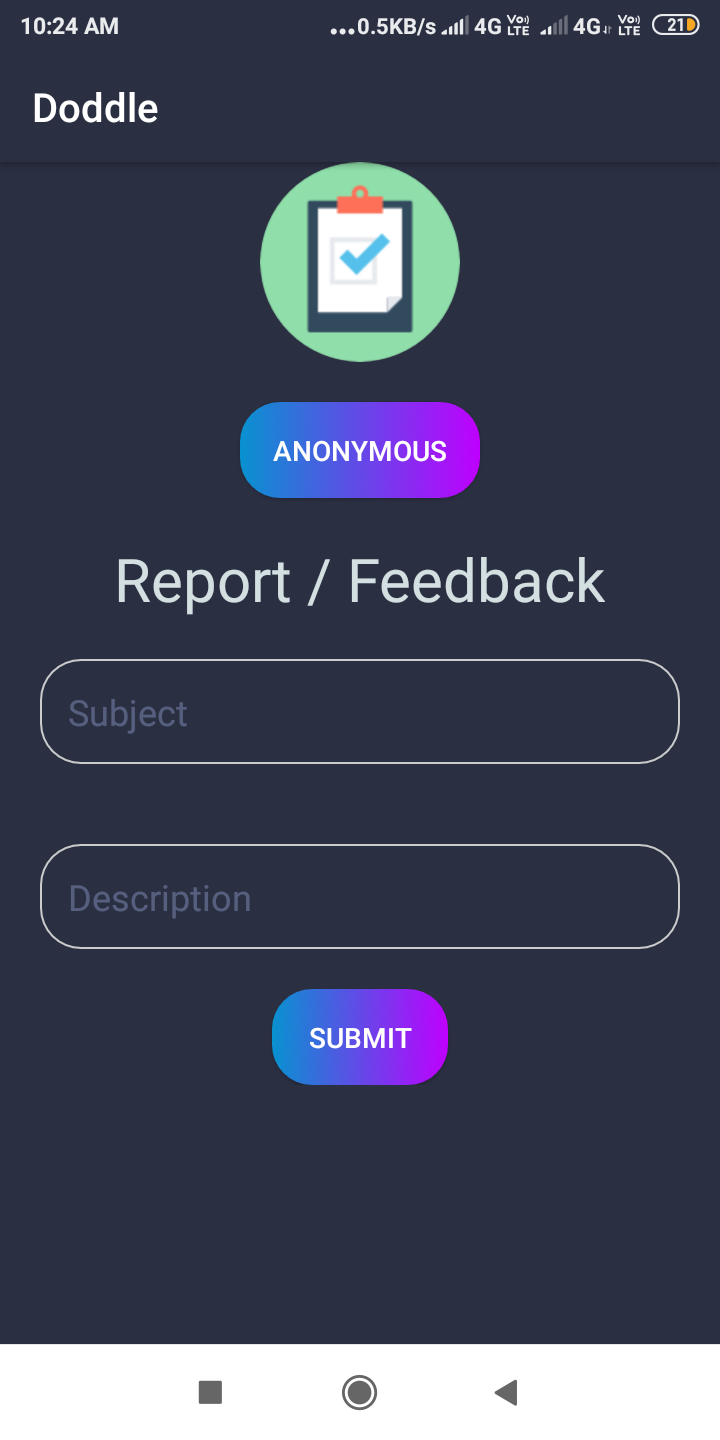 10:24 AM ...0.5KB/s 4G Vo)) LTE 4G Vo)) LTE 21
Doddle
ANONYMOUS
Report / Feedback
Subject
Description
SUBMIT